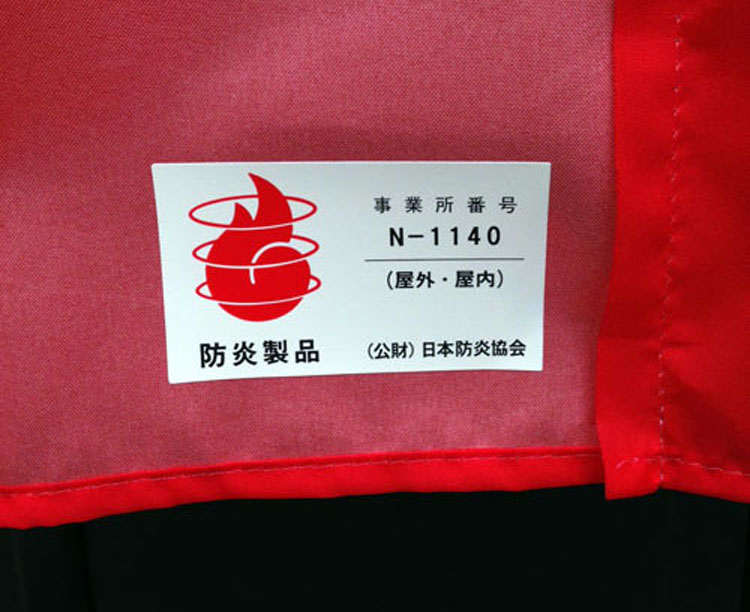 事業所番号
N-1140
(屋外・屋内)
防炎製品
(公財)日本防炎協会